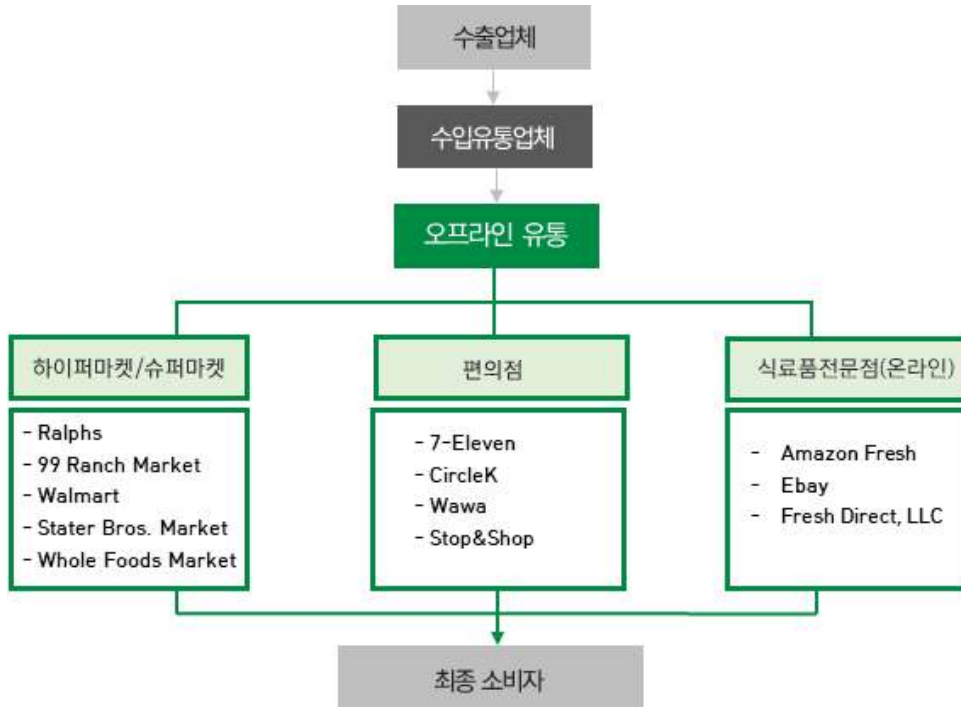 수출업체
수입유통업체
오프라인 유통
하이퍼마켓/슈퍼마켓
- Ralphs
- 99 Ranch Market
- Walmart
- Stater Bros. Market
- Whole Foods Market
편의점
- 7-Eleven
- CircleK
- Wawa
- Stop&Shop
식료품전문점(온라인)
- Amazon Fresh
- Ebay
- Fresh Direct, LLC
최종 소비자